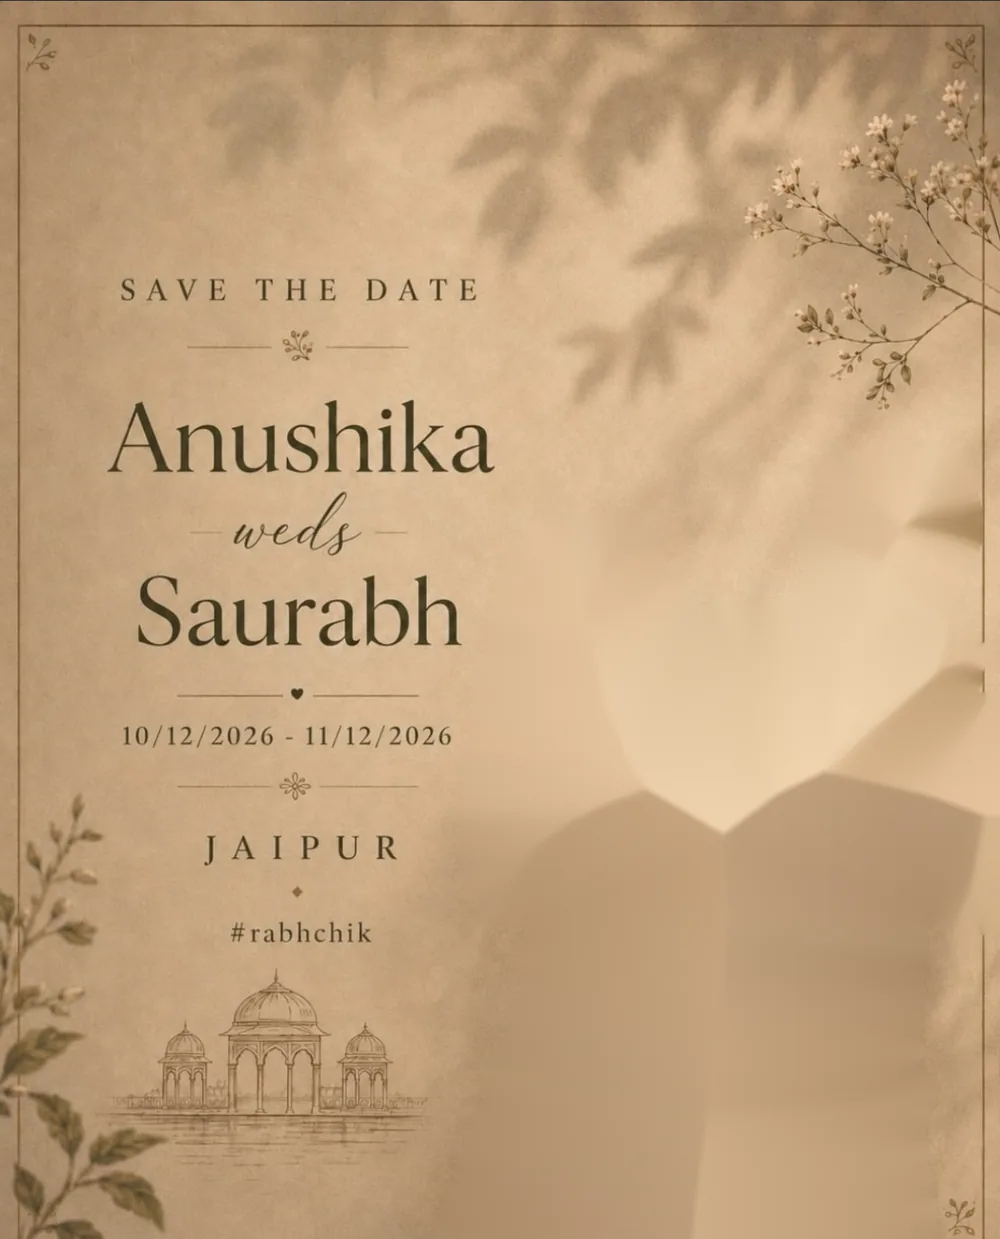 SAVE THE DATE
Anushika
weds
Saurabh
10/12/2026 - 11/12/2026
JAIPUR
#rabhchik